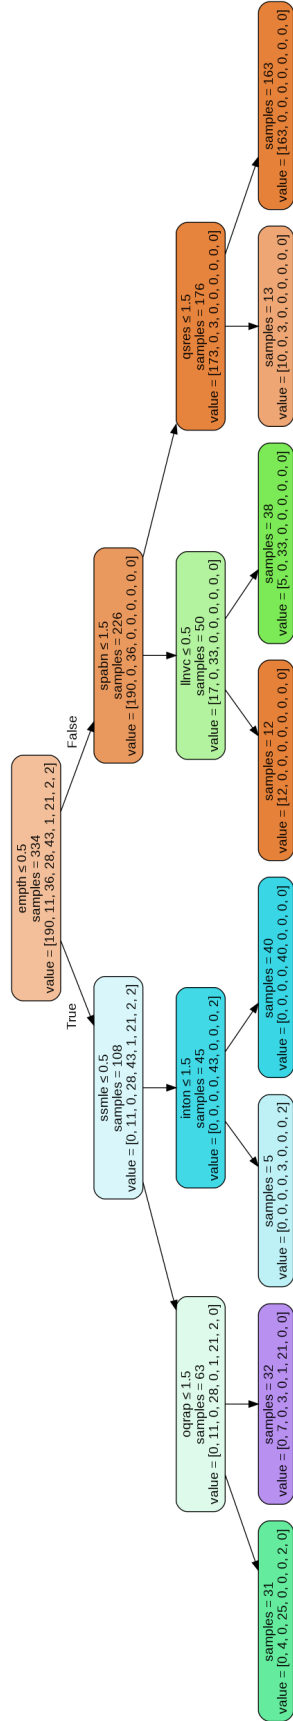 empth ≤ 0.5
samples = 334
value = [190, 11, 36, 28, 43, 1, 21, 2, 2]
True
False
ssmle ≤ 0.5
samples = 108
value = [0, 11, 0, 28, 43, 1, 21, 2, 2]
spabn ≤ 1.5
samples = 226
value = [190, 0, 36, 0, 0, 0, 0, 0, 0]
oqrap ≤ 1.5
samples = 63
value = [0, 11, 0, 28, 0, 1, 21, 2, 0]
inton ≤ 1.5
samples = 45
value = [0, 0, 0, 0, 43, 0, 0, 0, 2]
llnvc ≤ 0.5
samples = 50
value = [17, 0, 33, 0, 0, 0, 0, 0, 0]
qsres ≤ 1.5
samples = 176
value = [173, 0, 3, 0, 0, 0, 0, 0, 0]
samples = 31
value = [0, 4, 0, 25, 0, 0, 0, 2, 0]
samples = 32
value = [0, 7, 0, 3, 0, 1, 21, 0, 0]
samples = 5
value = [0, 0, 0, 0, 3, 0, 0, 0, 2]
samples = 40
value = [0, 0, 0, 0, 40, 0, 0, 0, 0]
samples = 12
value = [12, 0, 0, 0, 0, 0, 0, 0, 0]
samples = 38
value = [5, 0, 33, 0, 0, 0, 0, 0, 0]
samples = 13
value = [10, 0, 3, 0, 0, 0, 0, 0, 0]
samples = 163
value = [163, 0, 0, 0, 0, 0, 0, 0, 0]